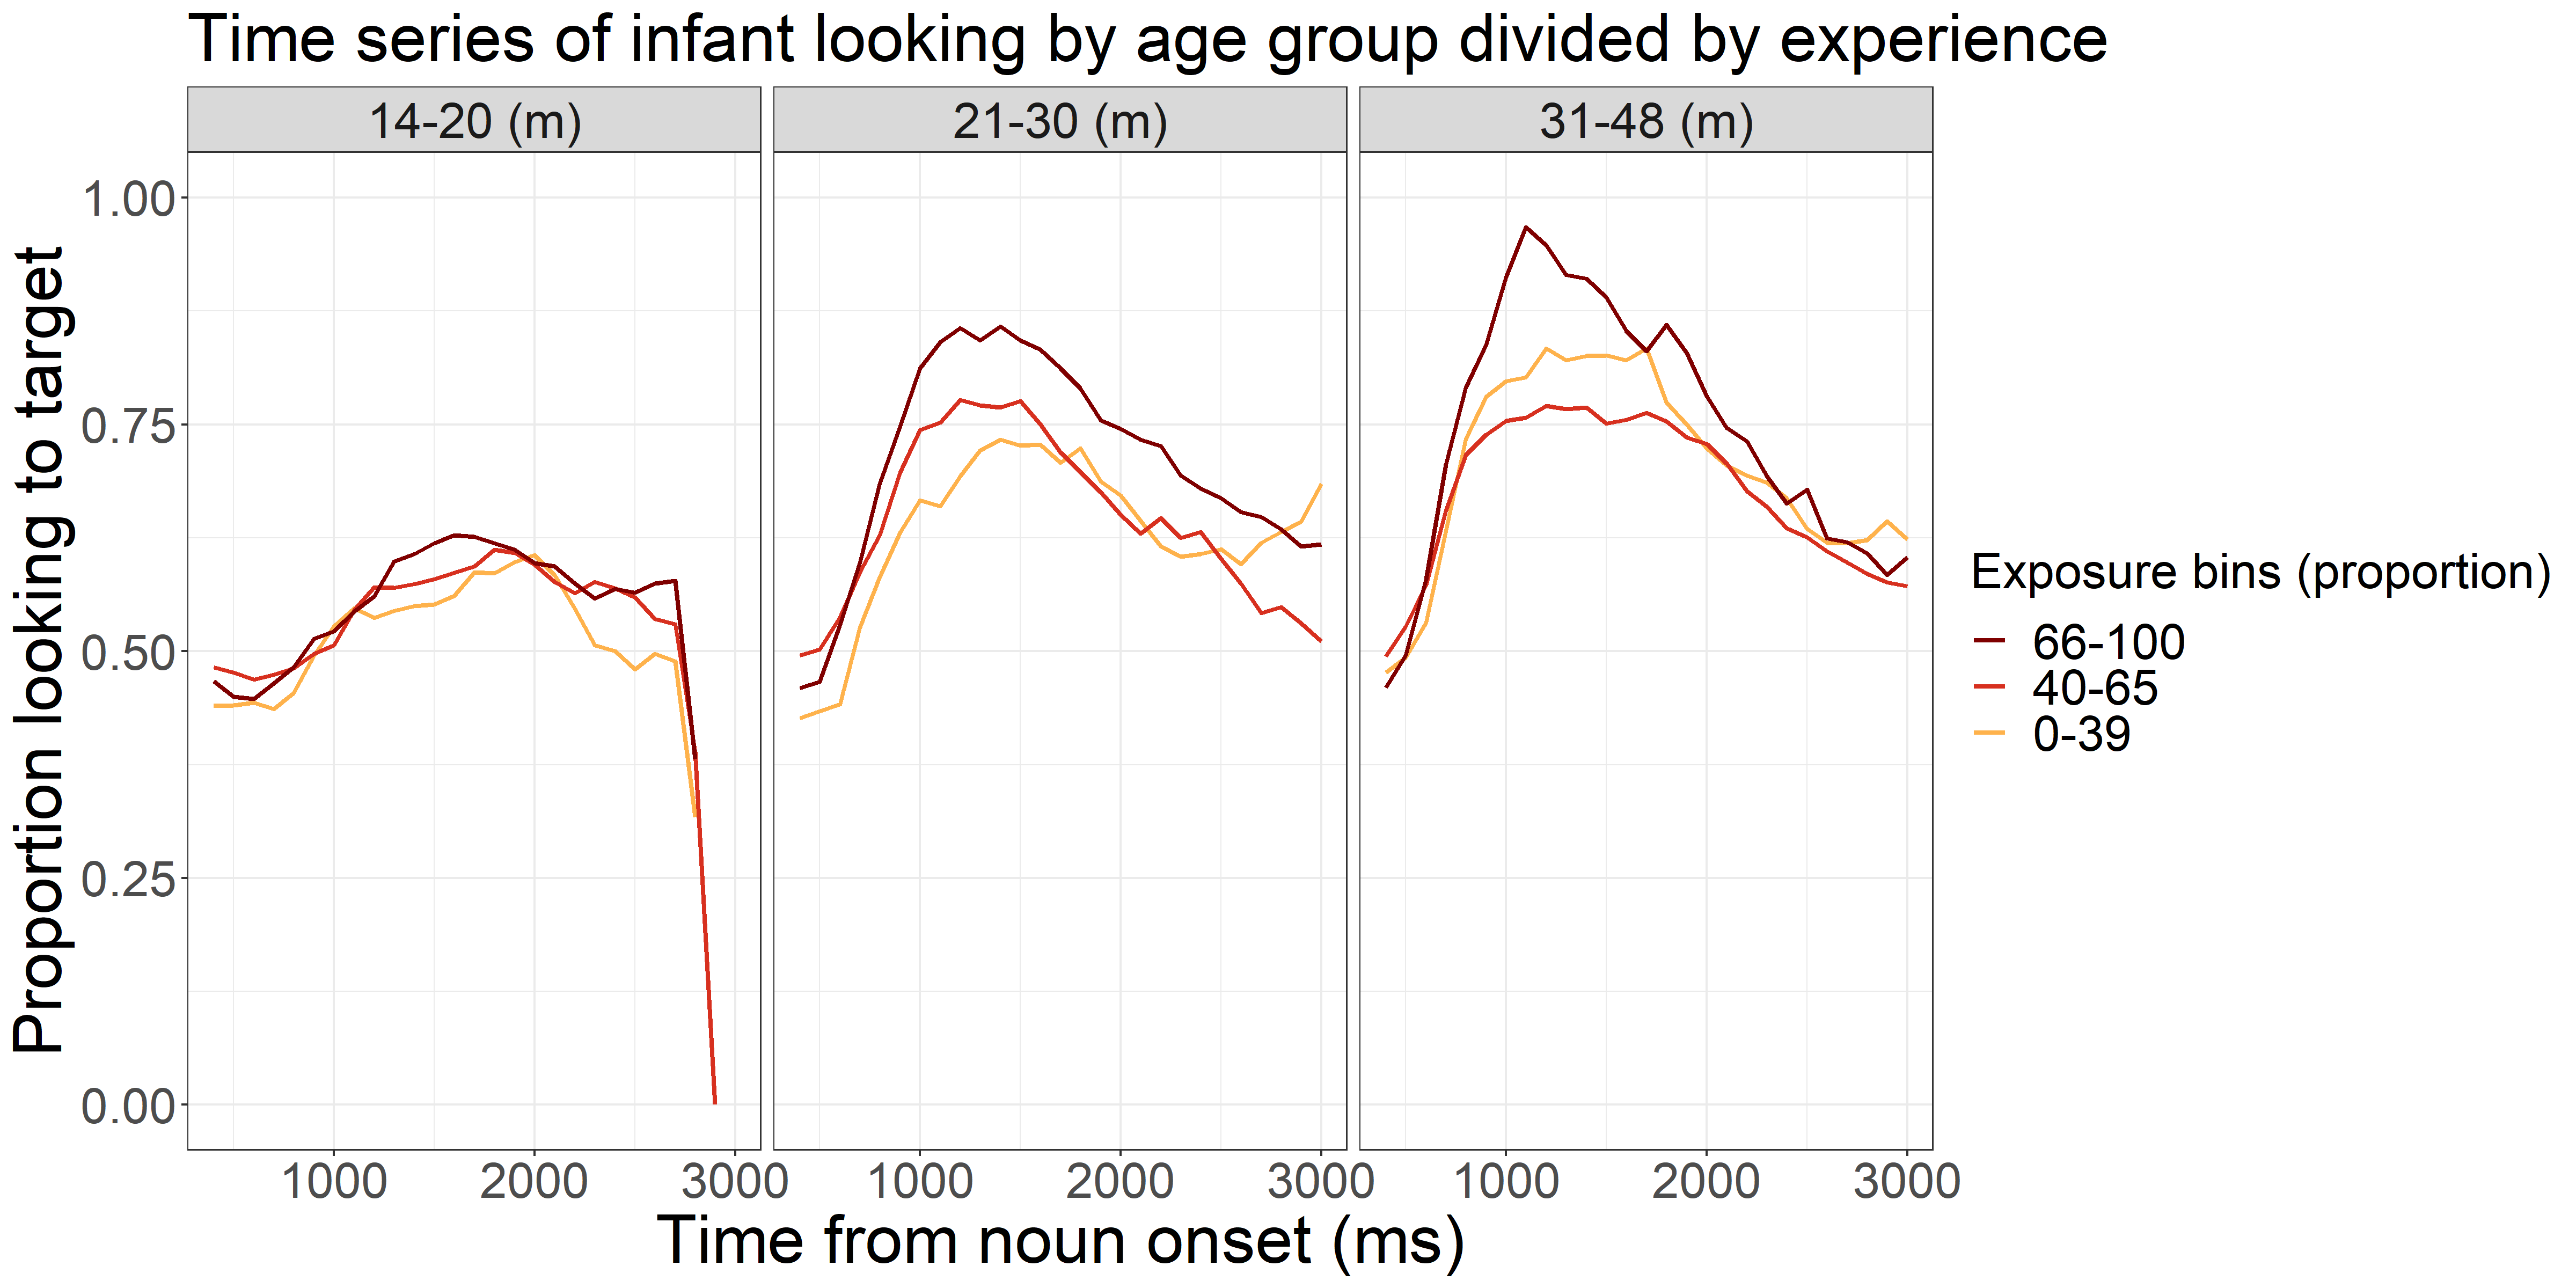 Time series of infant looking by age group divided by experience
14-20 (m) 21-30 (m) 31-48 (m)
Proportion looking to target
1.00
0.75
0.50
0.25
0.00
1000 2000 3000 1000 2000 3000 1000 2000 3000
Time from noun onset (ms)
Exposure bins (proportion)
66-100
40-65
0-39